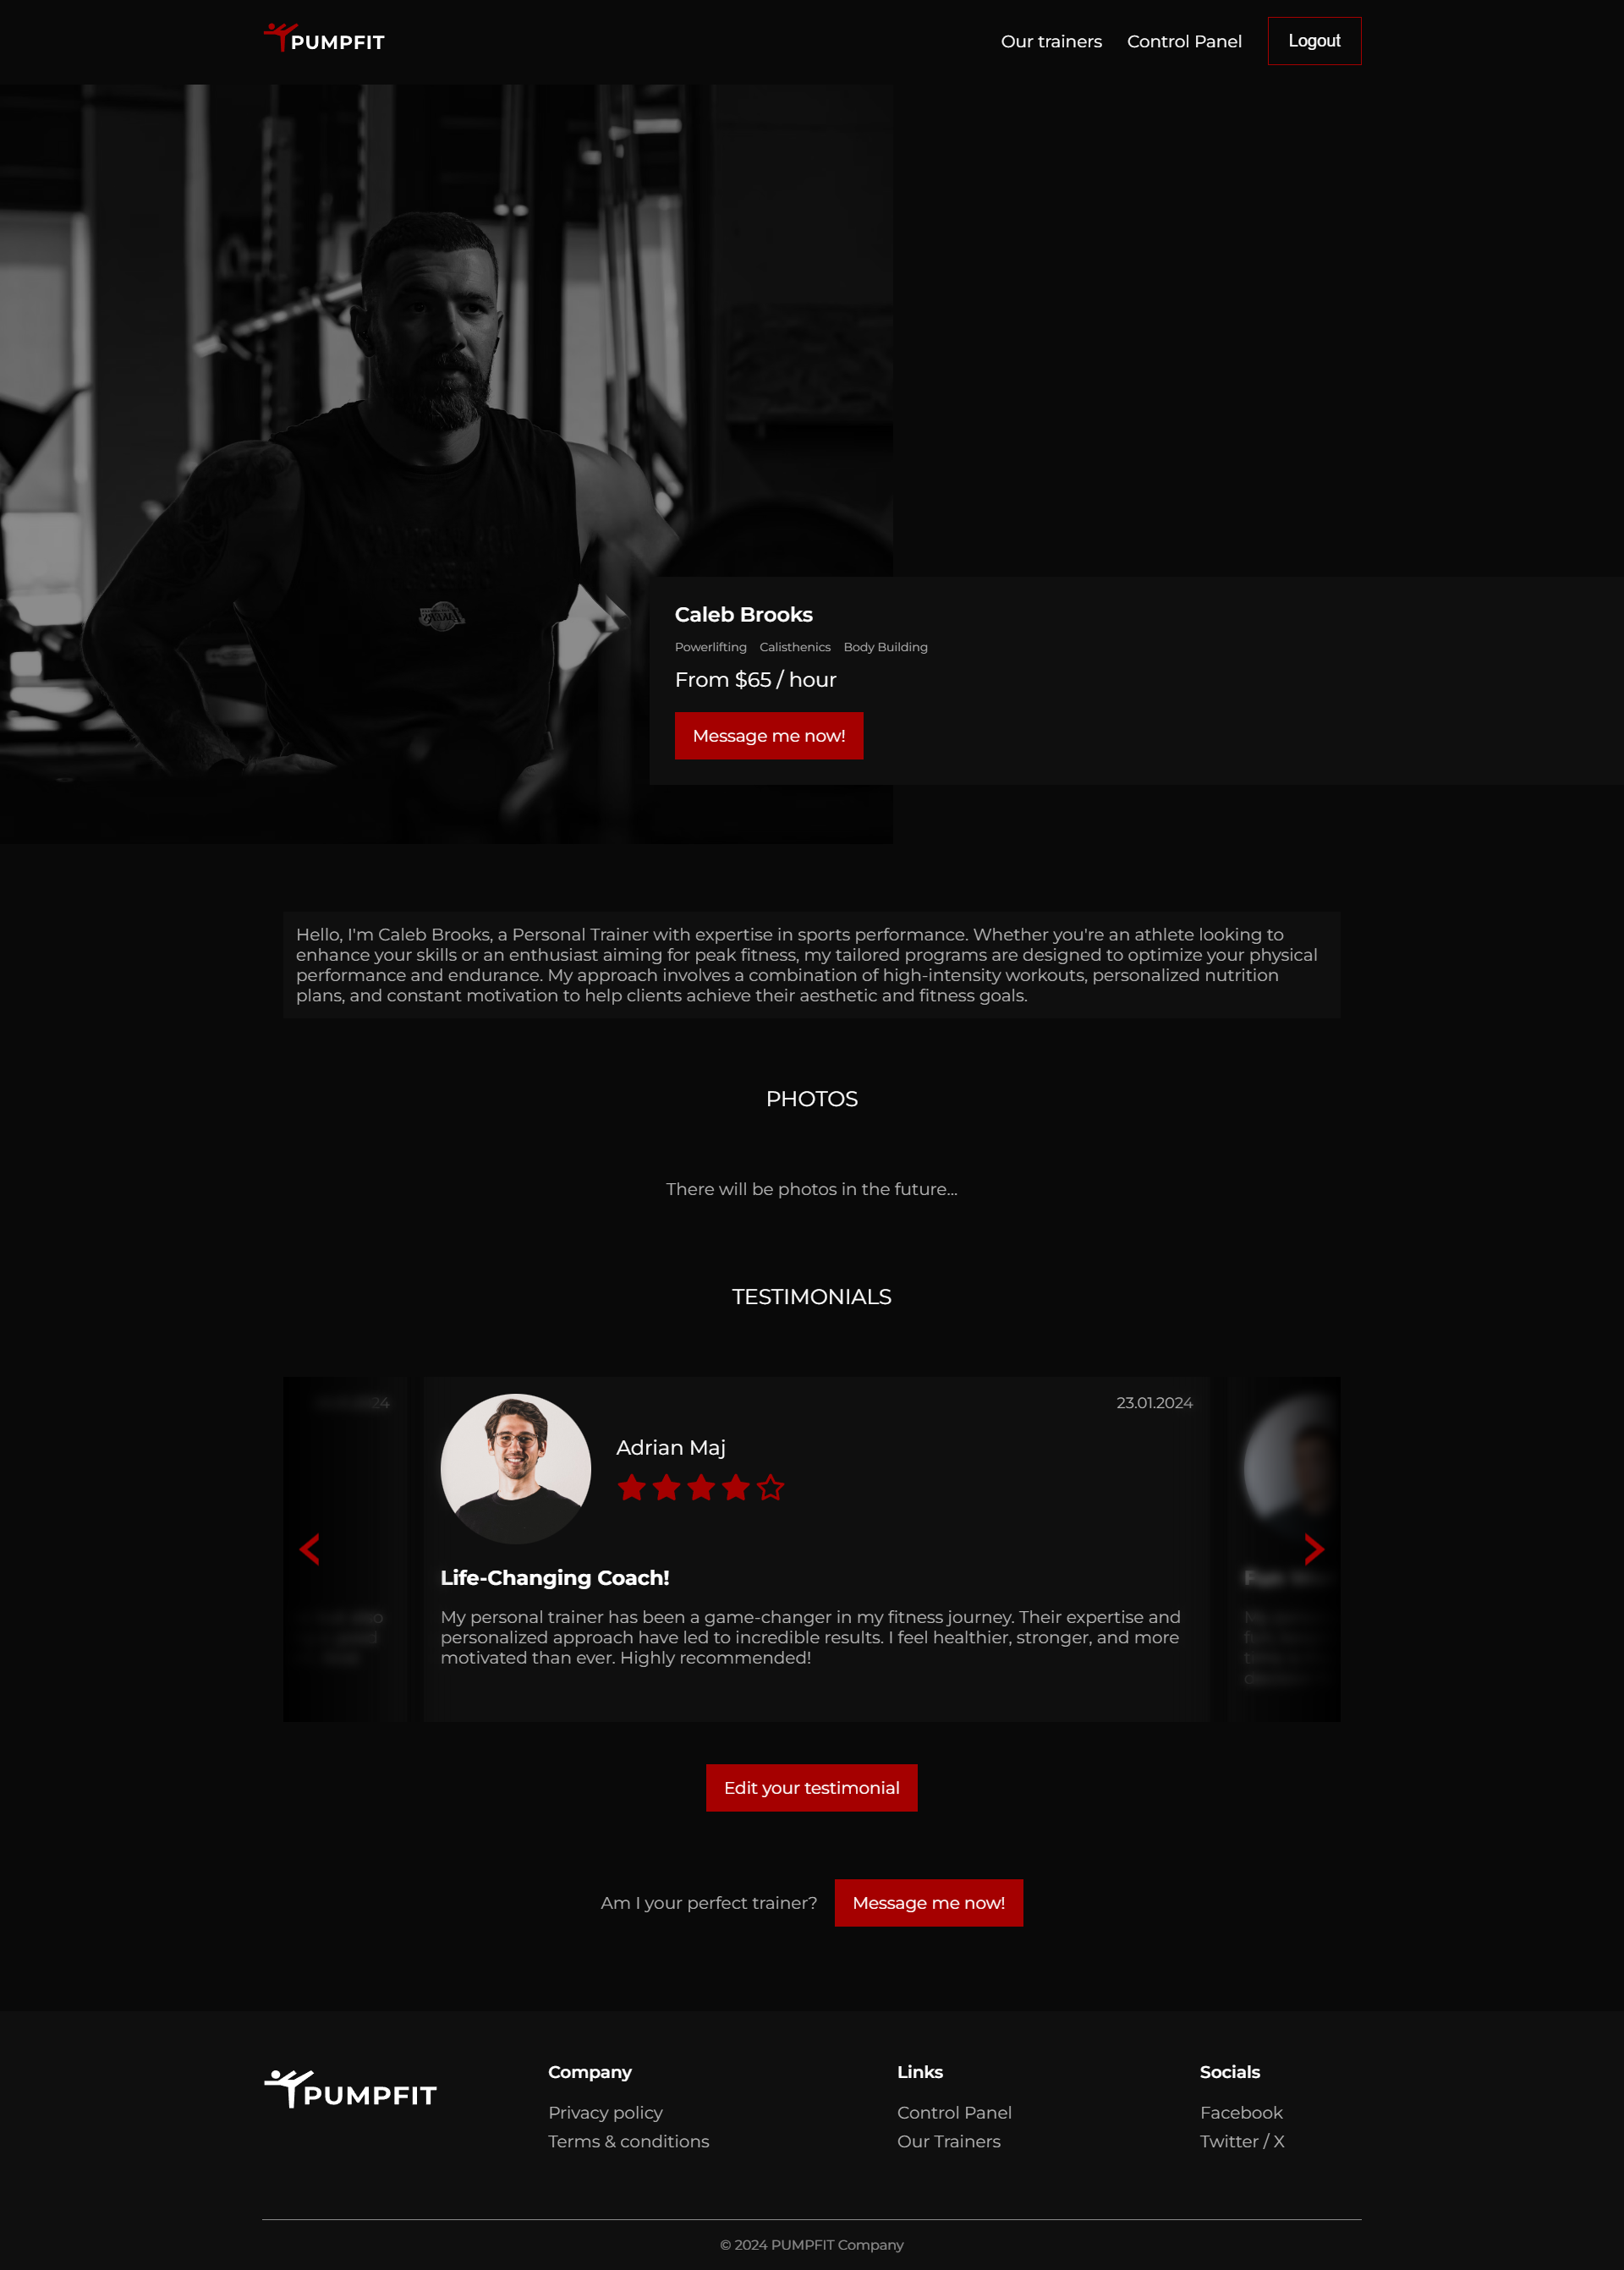 PUMPFIT
Our trainers
Control Panel
Logout
Caleb Brooks
Powerlifting Calisthenics Body Building
From $65 / hour
Message me now!
Hello, I'm Caleb Brooks, a Personal Trainer with expertise in sports performance. Whether you're an athlete looking to
enhance your skills or an enthusiast aiming for peak fitness, my tailored programs are designed to optimize your physical
performance and endurance. My approach involves a combination of high-intensity workouts, personalized nutrition
plans, and constant motivation to help clients achieve their aesthetic and fitness goals.
PHOTOS
There will be photos in the future...
TESTIMONIALS
23.01.2024
Adrian Maj
Life-Changing Coach!
My personal trainer has been a game-changer in my fitness journey. Their expertise and
personalized approach have led to incredible results. I feel healthier, stronger, and more
motivated than ever. Highly recommended!
Edit your testimonial
Am I your perfect trainer?
Message me now!
PUMPFIT
Company
Privacy policy
Terms & conditions
Links
Control Panel
Our Trainers
Socials
Facebook
Twitter / X
© 2024 PUMPFIT Company